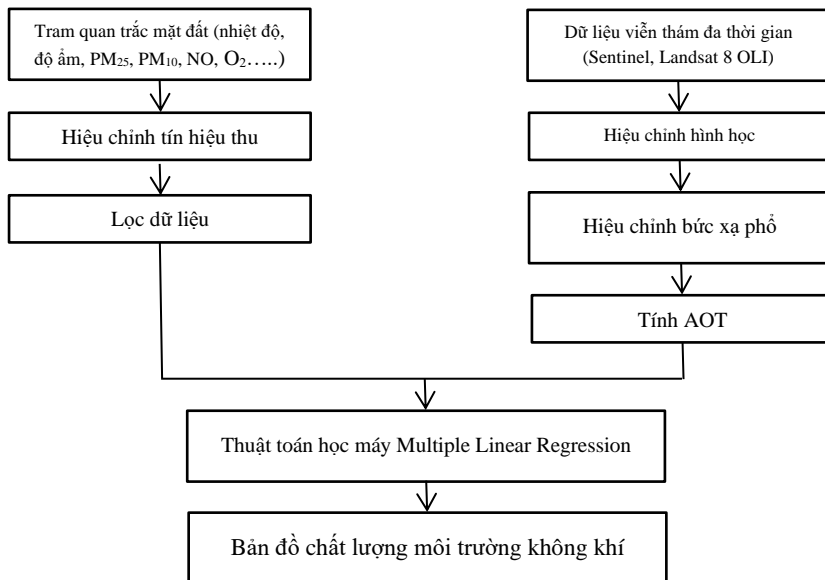 Tram quan trắc mặt đất (nhiệt độ,
độ ẩm, PM₂₅, PM₁₀, NO, O₂…..)
Hiệu chỉnh tín hiệu thu
Lọc dữ liệu
Dữ liệu viễn thám đa thời gian
(Sentinel, Landsat 8 OLI)
Hiệu chỉnh hình học
Hiệu chỉnh bức xạ phổ
Tính AOT
Thuật toán học máy Multiple Linear Regression
Bản đồ chất lượng môi trường không khí